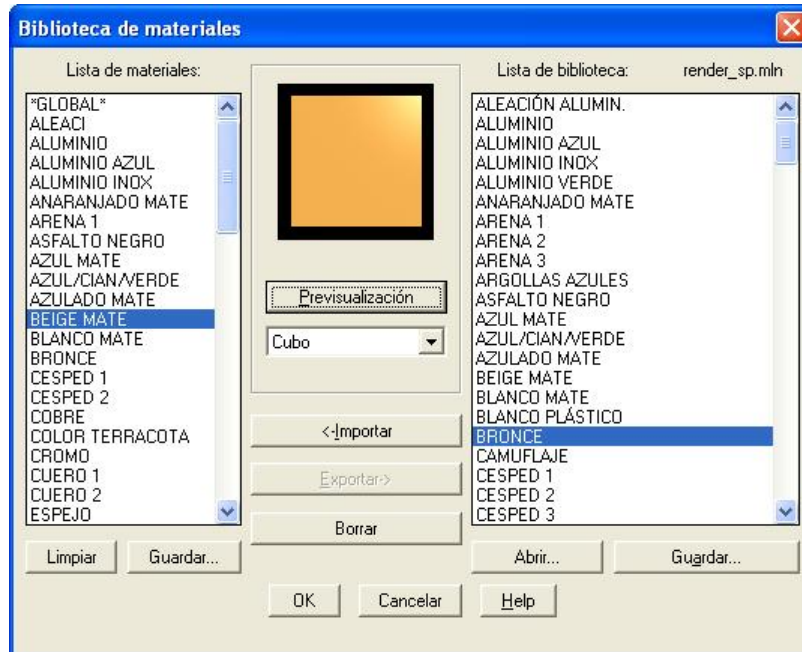 Biblioteca de materiales
Lista de materiales:
*GLOBAL*
ALEACI
ALUMINIO
ALUMINIO AZUL
ALUMINIO INOX
ANARANJADO MATE
ARENA 1
ASFALTO NEGRO
AZUL MATE
AZUL/CIAN/VERDE
AZULADO MATE
BEIGE MATE
BLANCO MATE
BRONCE
CESPED 1
CESPED 2
COBRE
COLOR TERRACOTA
CROMO
CUERO 1
CUERO 2
ESPEJO
Limpiar
Guardar...
Previsualización
Cubo
<-Importar
Exportar->
Borrar
Lista de biblioteca: render_sp.mln
ALEACIÓN ALUMIN.
ALUMINIO
ALUMINIO AZUL
ALUMINIO INOX
ALUMINIO VERDE
ANARANJADO MATE
ARENA 1
ARENA 2
ARENA 3
ARGOLLAS AZULES
ASFALTO NEGRO
AZUL MATE
AZUL/CIAN/VERDE
AZULADO MATE
BEIGE MATE
BLANCO MATE
BLANCO PLÁSTICO
BRONCE
CAMUFLAJE
CESPED 1
CESPED 2
CESPED 3
Abrir...
Guardar...
OK
Cancelar
Help